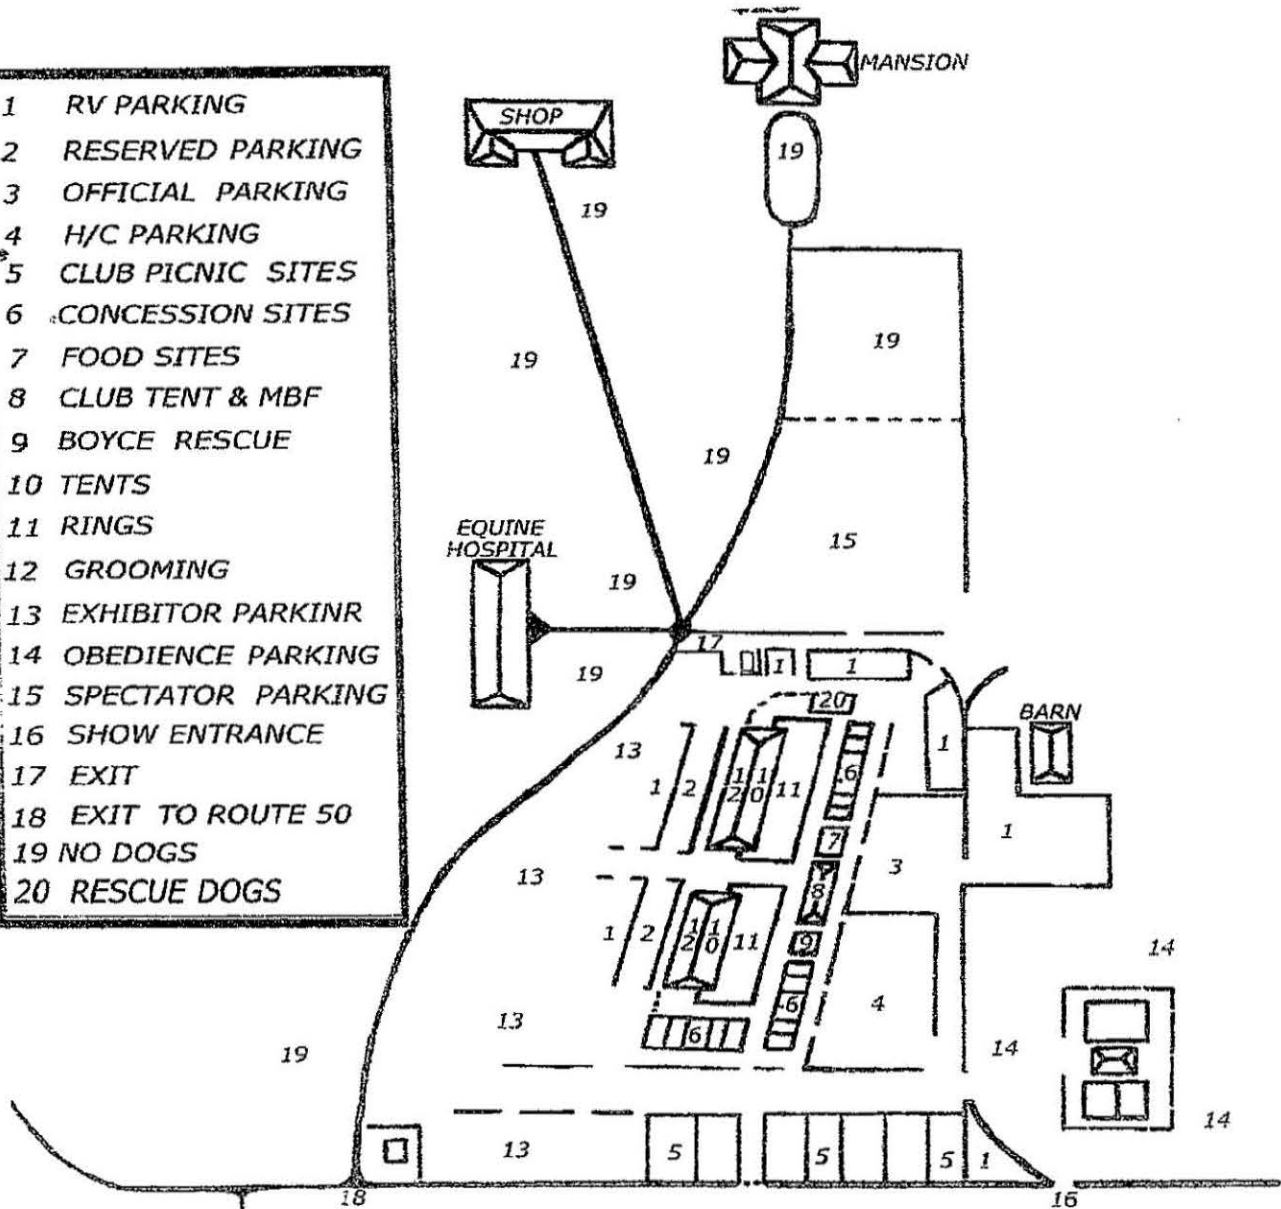 1 RV PARKING
2 RESERVED PARKING
3 OFFICIAL PARKING
4 H/C PARKING
5 CLUB PICNIC SITES
6 CONCESSION SITES
7 FOOD SITES
8 CLUB TENT & MBF
9 BOYCE RESCUE
10 TENTS
11 RINGS
12 GROOMING
13 EXHIBITOR PARKINR
14 OBEDIENCE PARKING
15 SPECTATOR PARKING
16 SHOW ENTRANCE
17 EXIT
18 EXIT TO ROUTE 50
19 NO DOGS
20 RESCUE DOGS
MANSION
SHOP
19
19
19
19
19
15
EQUINE
HOSPITAL
19
17
19
1
1
20
BARN
13
1
2
12
10
11
6
1
1
7
3
13
8
1
2
12
10
11
9
14
6
4
13
6
14
19
14
13
5
5
5
1
18
16